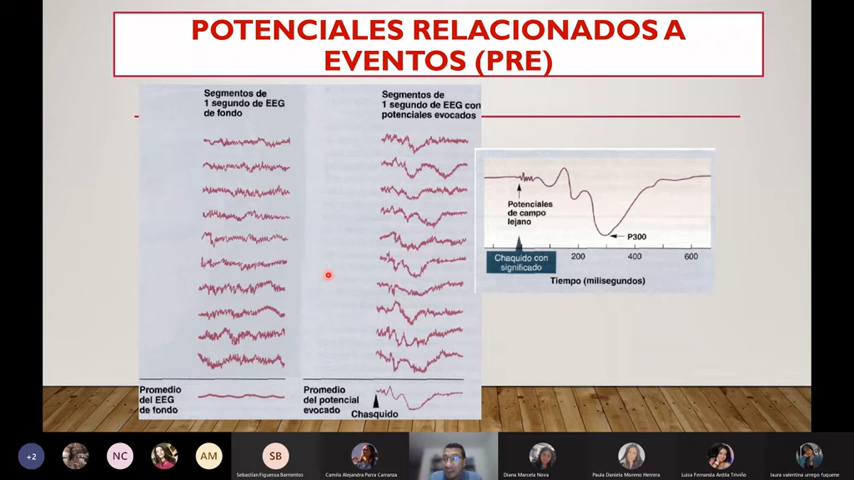 POTENCIALES RELACIONADOS A
EVENTOS (PRE)
Segmentos de
1 segundo de EEG
de fondo
Segmentos de
1 segundo de EEG con
potenciales evocados
Promedio
del EEG
de fondo
Promedio
del potencial
evocado
Chasquido
Potenciales
de campo
lejano
P300
Chaquido con
significado
200
400
600
Tiempo (milisegundos)
+2
NC
AM
SB
Sebastian Figueroa Barrientos
Camila Alejandra Parra Carranza
Diana Marcela Nova
Paula Daniela Moreno Herrera
Luisa Fernanda Ardila Triviño
laura valentina urrego fuquene